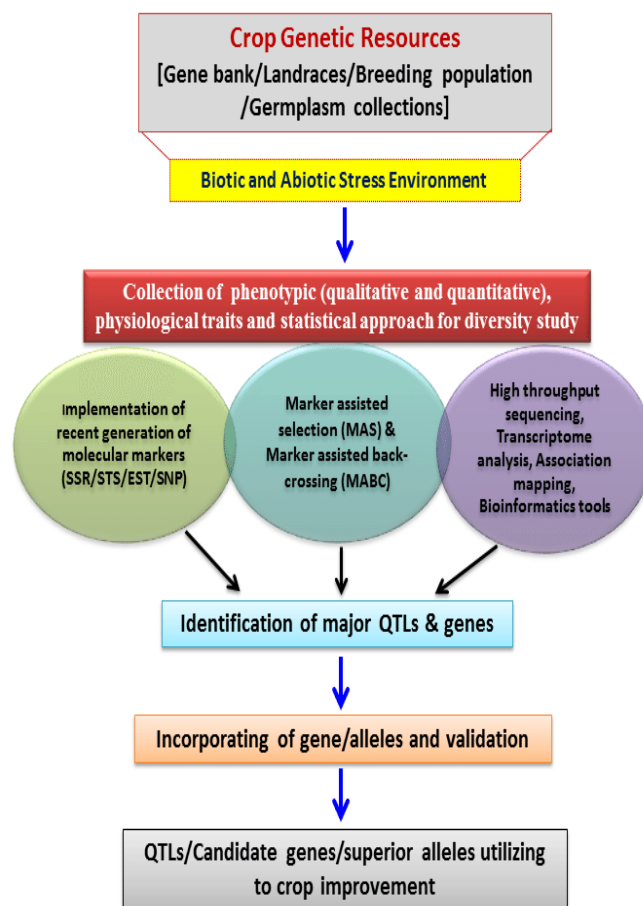 Crop Genetic Resources
[Gene bank/Landraces/Breeding population
/Germplasm collections]
Biotic and Abiotic Stress Environment
Collection of phenotypic (qualitative and quantitative),
physiological traits and statistical approach for diversity study
Implementation of
recent generation of
molecular markers
(SSR/STS/EST/SNP)
Marker assisted
selection (MAS) &
Marker assisted back-
crossing (MABC)
High throughput
sequencing,
Transcriptome
analysis, Association
mapping,
Bioinformatics tools
Identification of major QTLs & genes
Incorporating of gene/alleles and validation
QTLs/Candidate genes/superior alleles utilizing
to crop improvement